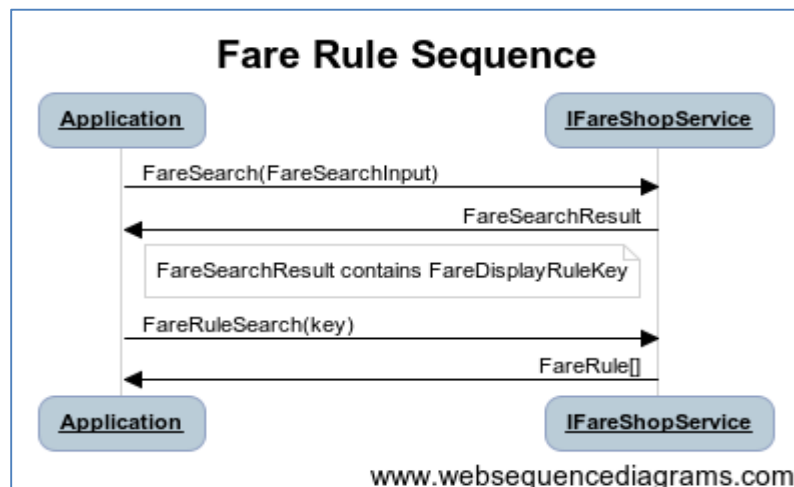 Fare Rule Sequence
Application
IFareShopService
FareSearch(FareSearchInput)
FareSearchResult
FareSearchResult contains FareDisplayRuleKey
FareRuleSearch(key)
FareRule[]
Application
IFareShopService
www.websequencediagrams.com